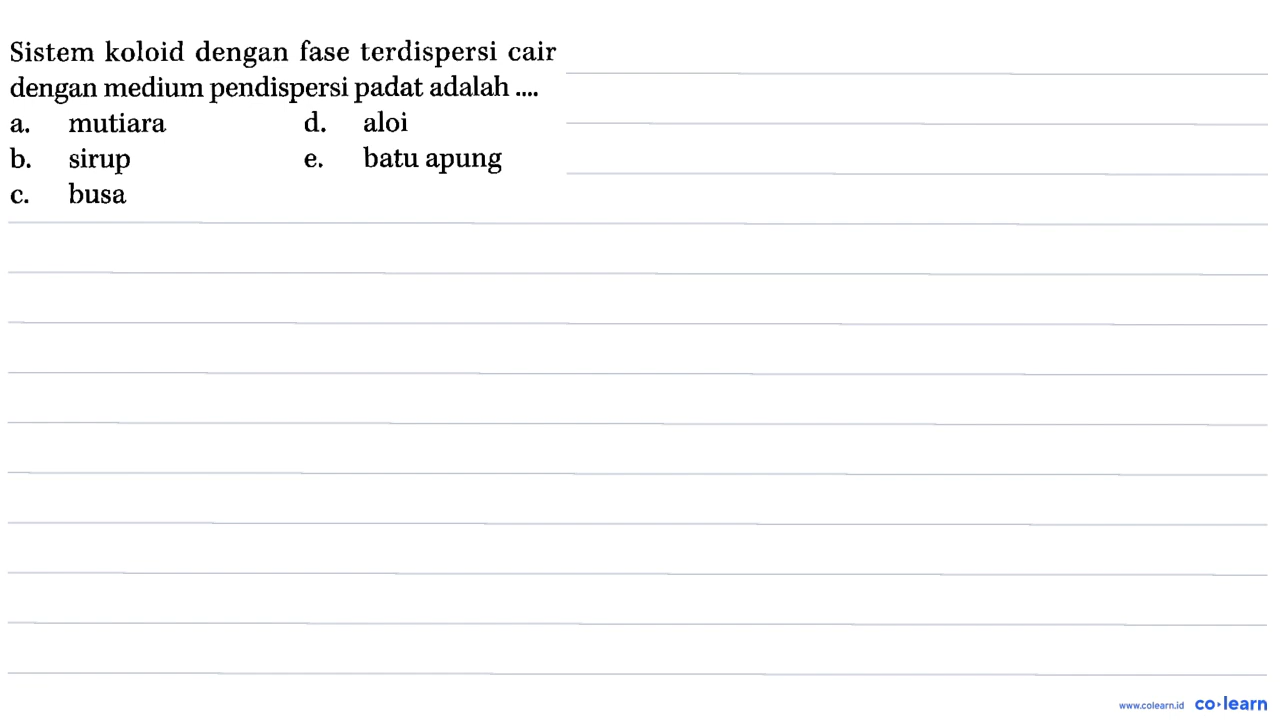 Sistem koloid dengan fase terdispersi cair
dengan medium pendispersi padat adalah ....
a. mutiara d. aloi
b. sirup e. batu apung
c. busa
www.colearn.id co·learn